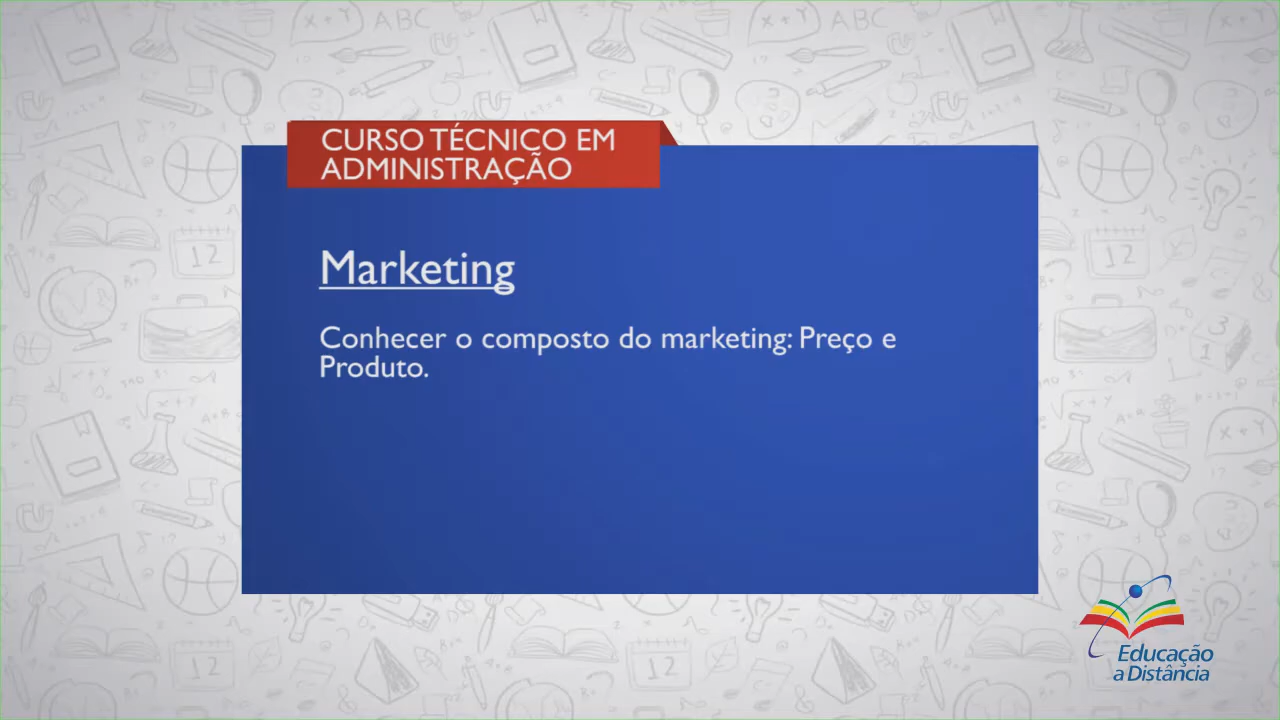 CURSO TÉCNICO EM
ADMINISTRAÇÃO
Marketing
Conhecer o composto do marketing: Preço e
Produto.
Educação
a Distância